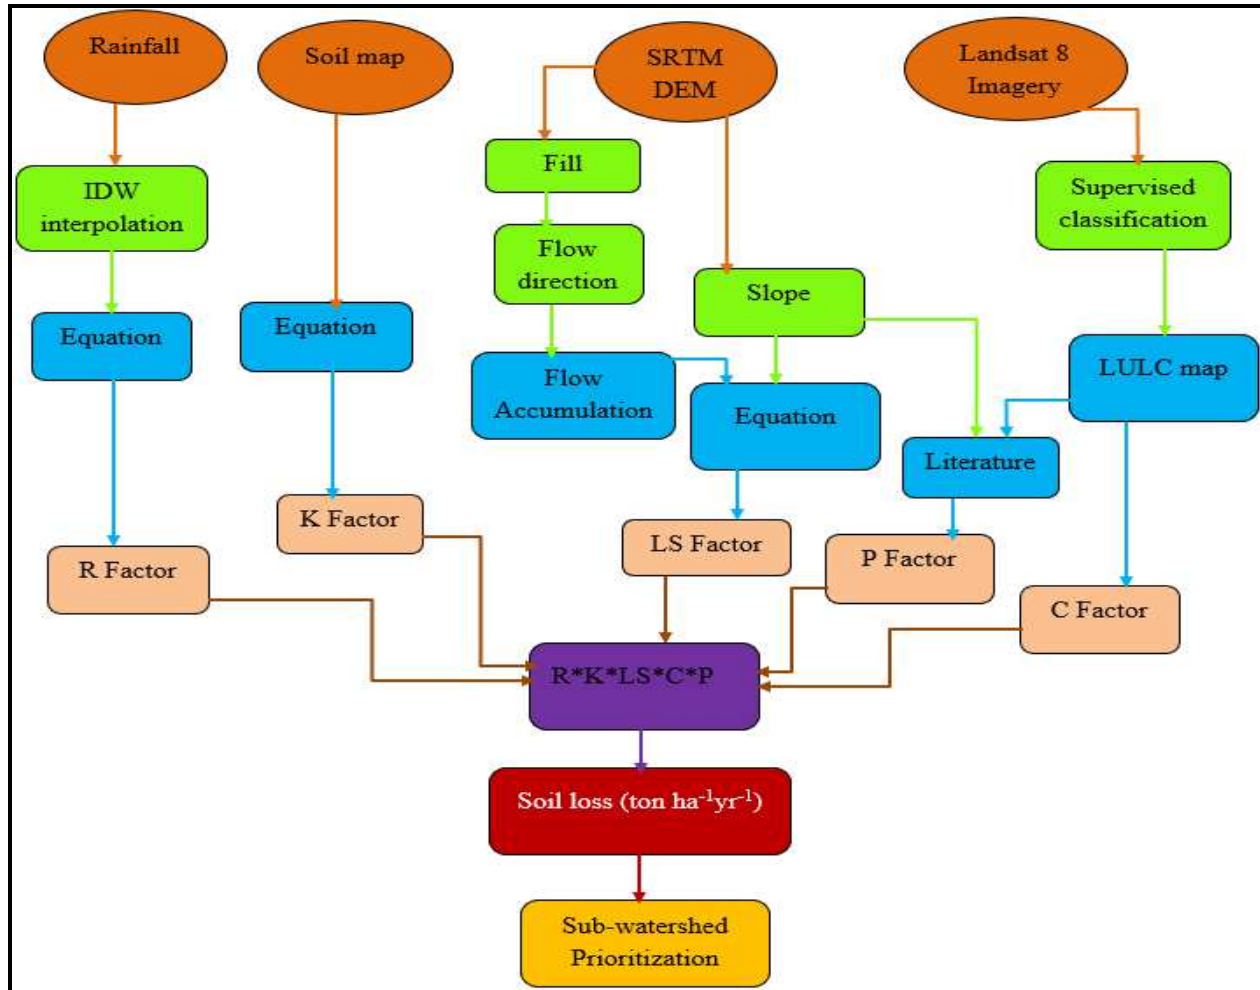 Rainfall
Soil map
SRTM
DEM
Landsat 8
Imagery
IDW
interpolation
Fill
Supervised
classification
Flow
direction
Slope
Equation
Equation
Flow
Accumulation
Equation
LULC map
Literature
K Factor
R Factor
LS Factor
P Factor
C Factor
R*K*LS*C*P
Soil loss (ton ha⁻¹yr⁻¹)
Sub-watershed
Prioritization